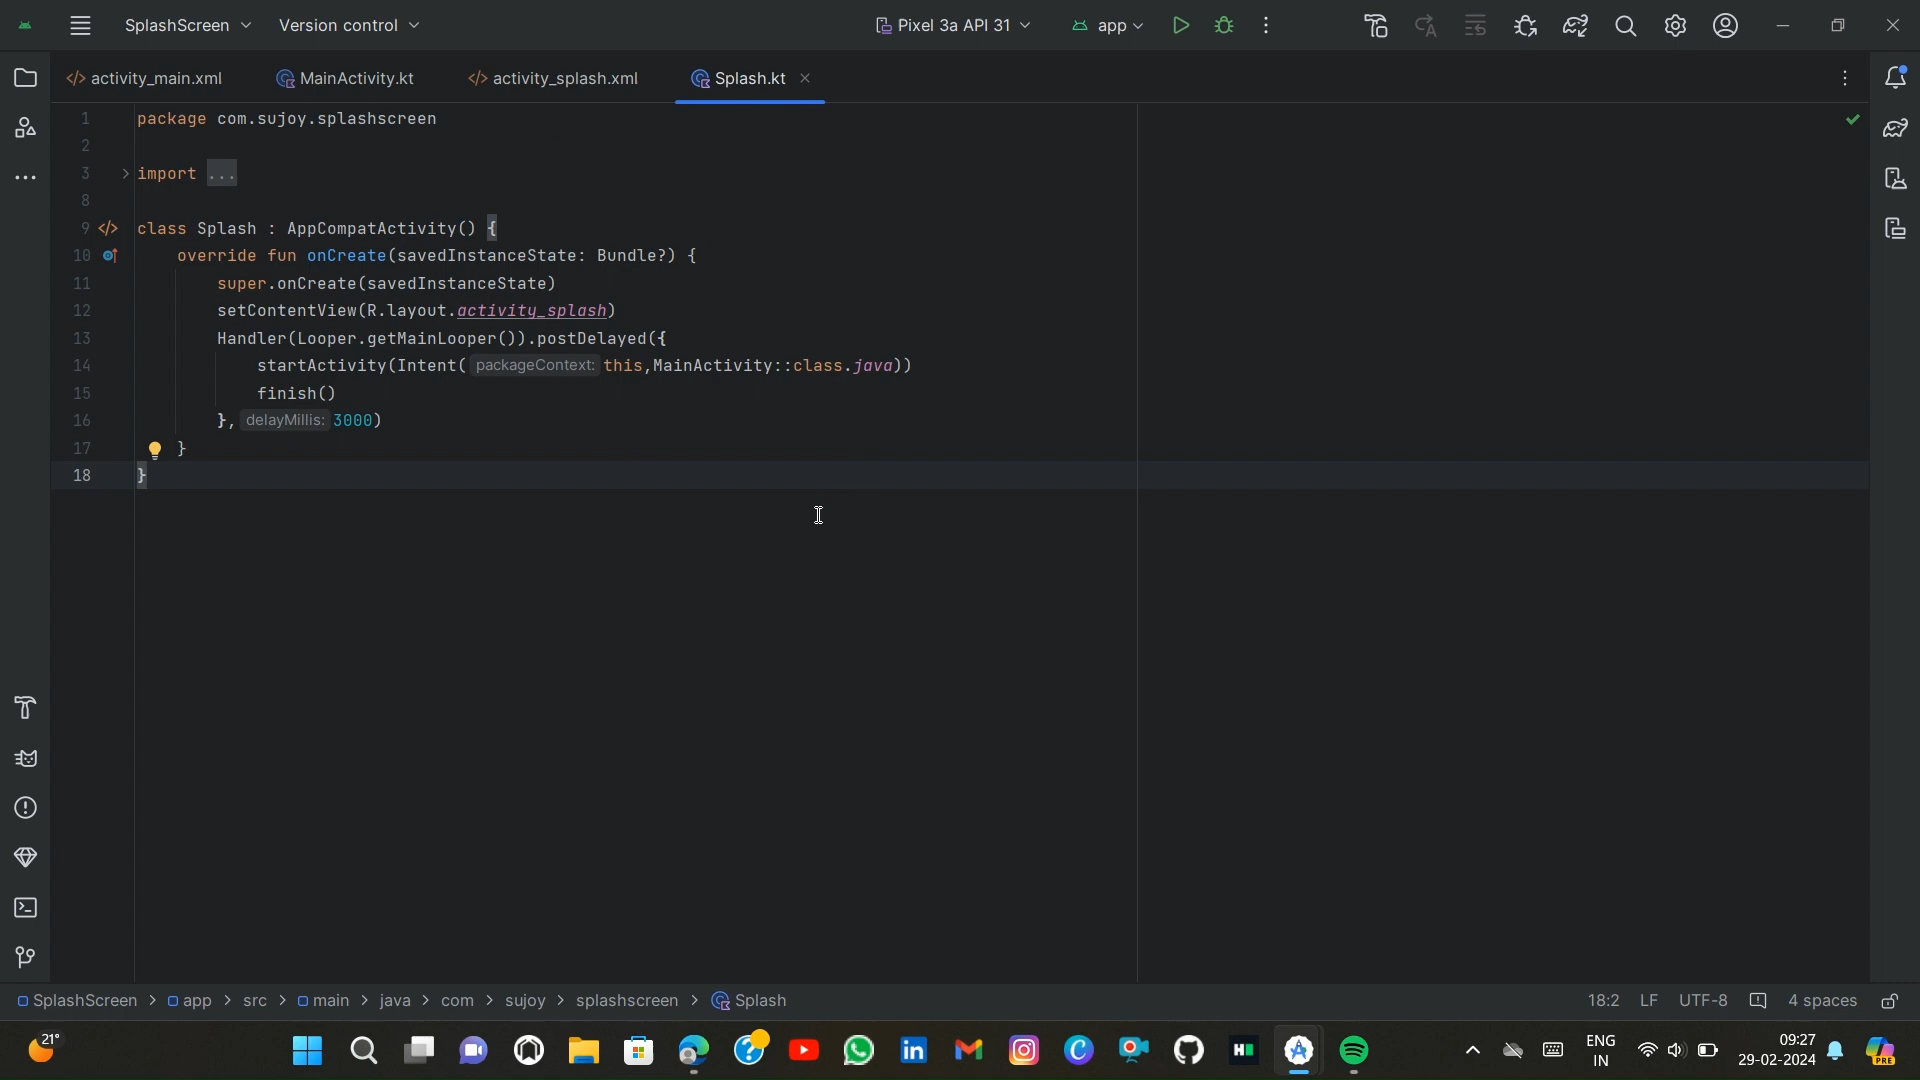 SplashScreen Version control Pixel 3a API 31 app
activity_main.xml MainActivity.kt activity_splash.xml Splash.kt
1 package com.sujoy.splashscreen
2
3 import ...
8
9 class Splash : AppCompatActivity() {
10 override fun onCreate(savedInstanceState: Bundle?) {
11 super.onCreate(savedInstanceState)
12 setContentView(R.layout.activity_splash)
13 Handler(Looper.getMainLooper()).postDelayed({
14 startActivity(Intent( packageContext: this,MainActivity::class.java))
15 finish()
16 }, delayMillis: 3000)
17 }
18 }
SplashScreen > app > src > main > java > com > sujoy > splashscreen > Splash 18:2 LF UTF-8 4 spaces
21° ENG 09:27
IN 29-02-2024 PRE